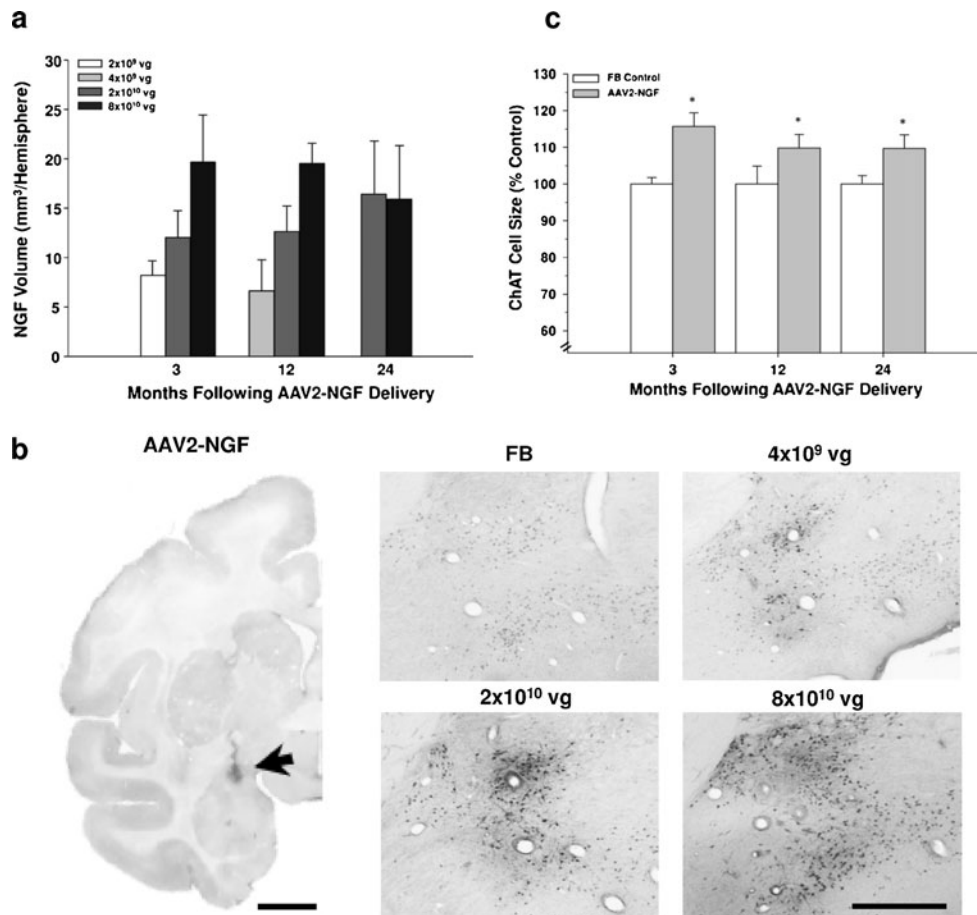 a
30
25
20
15
10
5
0
NGF Volume (mm³/Hemisphere)
2x10⁹ vg
4x10⁹ vg
2x10¹⁰ vg
8x10¹⁰ vg
3 12 24
Months Following AAV2-NGF Delivery
c
130
120
110
100
90
80
70
60
ChAT Cell Size (% Control)
FB Control
AAV2-NGF
* * *
3 12 24
Months Following AAV2-NGF Delivery
b
AAV2-NGF
FB
4x10⁹ vg
2x10¹⁰ vg
8x10¹⁰ vg